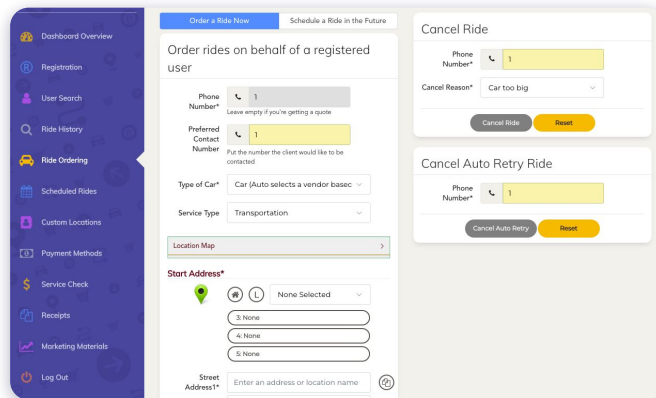 Dashboard Overview
Registration
User Search
Ride History
Ride Ordering
Scheduled Rides
Custom Locations
Payment Methods
Service Check
Receipts
Marketing Materials
Log Out
Order a Ride Now
Schedule a Ride in the Future
Order rides on behalf of a registered
user
Phone
Number*
1
Leave empty if you're getting a quote
Preferred
Contact
Number
1
Put the number the client would like to be
contacted
Type of Car*
Car (Auto selects a vendor basec
Service Type
Transportation
Location Map
Start Address*
L
None Selected
3: None
4: None
5: None
Street
Address1*
Enter an address or location name
Cancel Ride
Phone
Number*
1
Cancel Reason*
Car too big
Cancel Ride
Reset
Cancel Auto Retry Ride
Phone
Number*
1
Cancel Auto Retry
Reset